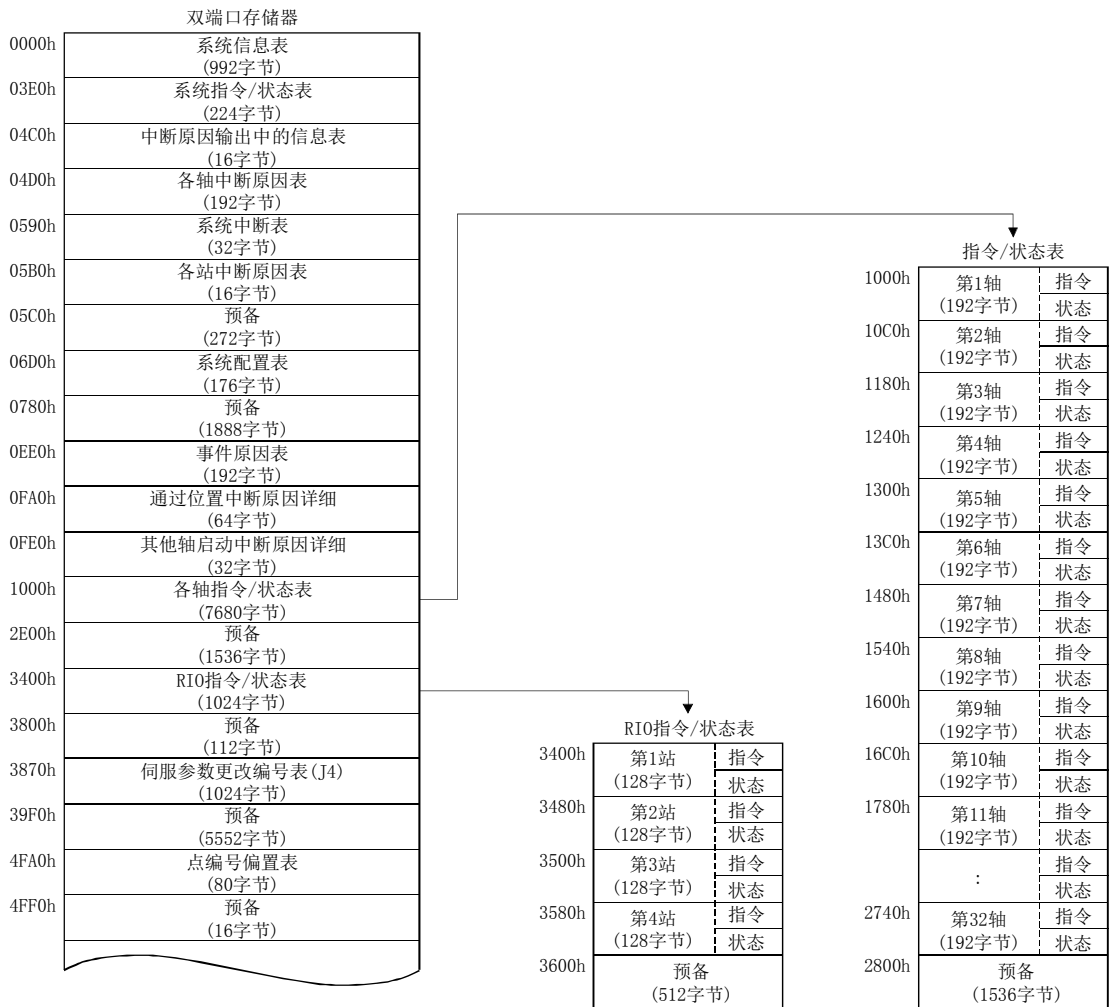 双端口存储器
0000h 系统信息表
(992字节)
03E0h 系统指令/状态表
(224字节)
04C0h 中断原因输出中的信息表
(16字节)
04D0h 各轴中断原因表
(192字节)
0590h 系统中断表
(32字节)
05B0h 各站中断原因表
(16字节)
05C0h 预备
(272字节)
06D0h 系统配置表
(176字节)
0780h 预备
(1888字节)
0EE0h 事件原因表
(192字节)
0FA0h 通过位置中断原因详细
(64字节)
0FE0h 其他轴启动中断原因详细
(32字节)
1000h 各轴指令/状态表
(7680字节)
2E00h 预备
(1536字节)
3400h RIO指令/状态表
(1024字节)
3800h 预备
(112字节)
3870h 伺服参数更改编号表(J4)
(1024字节)
39F0h 预备
(5552字节)
4FA0h 点编号偏置表
(80字节)
4FF0h 预备
(16字节)
RIO指令/状态表
3400h 第1站 指令
(128字节) 状态
3480h 第2站 指令
(128字节) 状态
3500h 第3站 指令
(128字节) 状态
3580h 第4站 指令
(128字节) 状态
3600h 预备
(512字节)
指令/状态表
1000h 第1轴 指令
(192字节) 状态
10C0h 第2轴 指令
(192字节) 状态
1180h 第3轴 指令
(192字节) 状态
1240h 第4轴 指令
(192字节) 状态
1300h 第5轴 指令
(192字节) 状态
13C0h 第6轴 指令
(192字节) 状态
1480h 第7轴 指令
(192字节) 状态
1540h 第8轴 指令
(192字节) 状态
1600h 第9轴 指令
(192字节) 状态
16C0h 第10轴 指令
(192字节) 状态
1780h 第11轴 指令
(192字节) 状态
: 指令
状态
2740h 第32轴 指令
(192字节) 状态
2800h 预备
(1536字节)